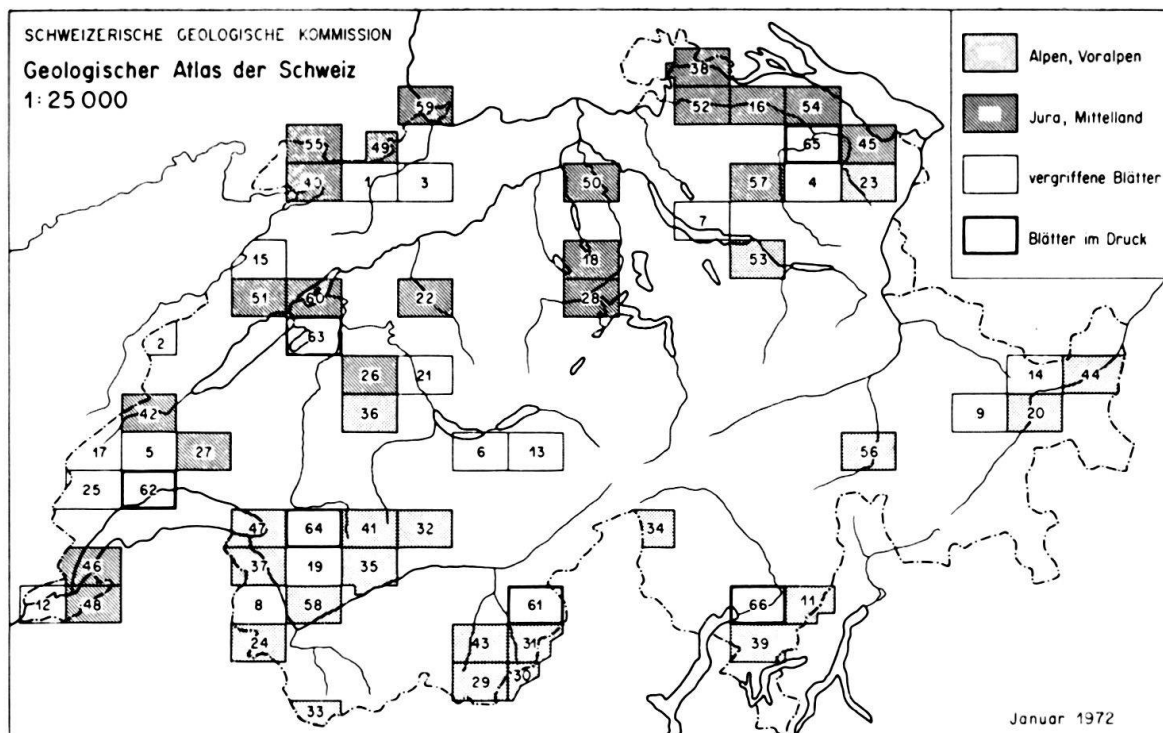 SCHWEIZERISCHE GEOLOGISCHE KOMMISSION
Geologischer Atlas der Schweiz
1:25 000
Alpen, Voralpen
Jura, Mittelland
vergriffene Blätter
Blätter im Druck
38
59 52 16 54
55 49 65 45
40 1 3 50 57 4 23
7
15 18 53
51 60 22 28
2 63
26 21 14 44
42 36 9 20
17 5 27 6 13 56
25 62
47 64 41 32 34
46 37 19 35
12 48 8 58 61 66 11
24 43 31 39
29 30
33
Januar 1972